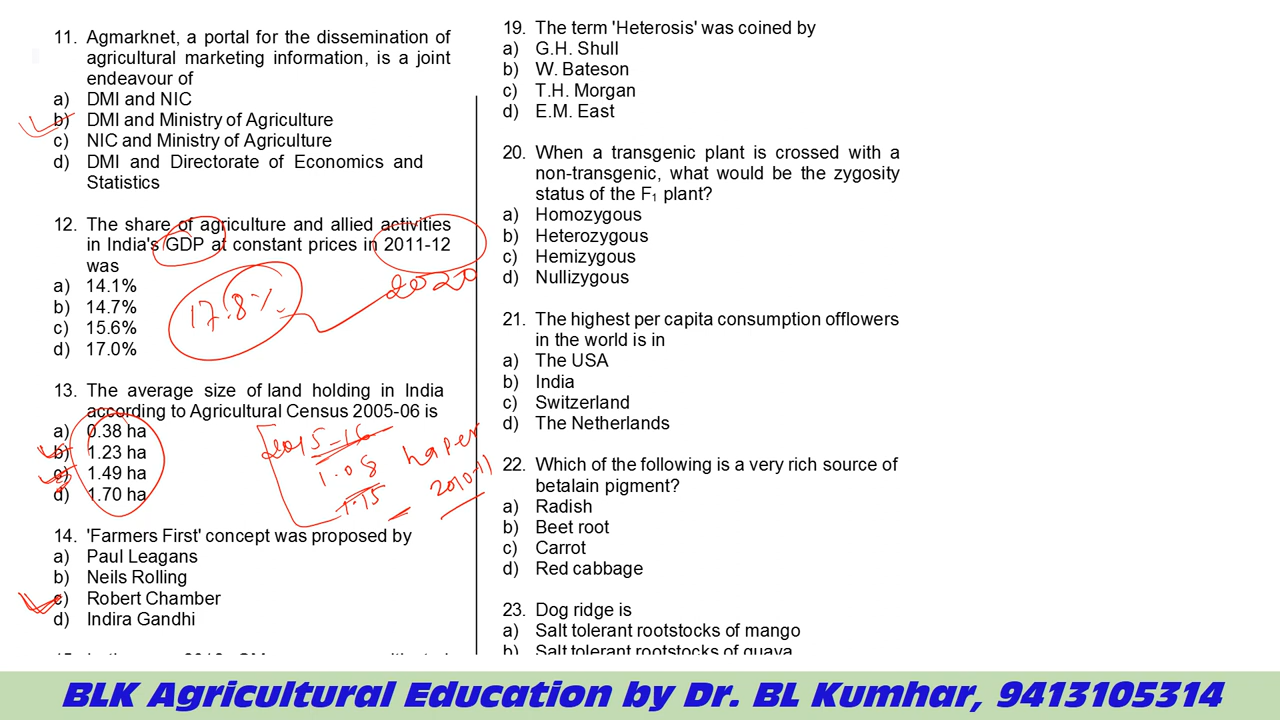 11. Agmarknet, a portal for the dissemination of
agricultural marketing information, is a joint
endeavour of
a) DMI and NIC
b) DMI and Ministry of Agriculture
c) NIC and Ministry of Agriculture
d) DMI and Directorate of Economics and
Statistics
12. The share of agriculture and allied activities
in India's GDP at constant prices in 2011-12
was
a) 14.1%
b) 14.7%
c) 15.6%
d) 17.0%
17.8%
2020
13. The average size of land holding in India
according to Agricultural Census 2005-06 is
a) 0.38 ha
b) 1.23 ha
c) 1.49 ha
d) 1.70 ha
2015-16
1.08 ha per
1.15 2010-11
14. 'Farmers First' concept was proposed by
a) Paul Leagans
b) Neils Rolling
c) Robert Chamber
d) Indira Gandhi
19. The term 'Heterosis' was coined by
a) G.H. Shull
b) W. Bateson
c) T.H. Morgan
d) E.M. East
20. When a transgenic plant is crossed with a
non-transgenic, what would be the zygosity
status of the F₁ plant?
a) Homozygous
b) Heterozygous
c) Hemizygous
d) Nullizygous
21. The highest per capita consumption offlowers
in the world is in
a) The USA
b) India
c) Switzerland
d) The Netherlands
22. Which of the following is a very rich source of
betalain pigment?
a) Radish
b) Beet root
c) Carrot
d) Red cabbage
23. Dog ridge is
a) Salt tolerant rootstocks of mango
b) Salt tolerant rootstocks of guava
BLK Agricultural Education by Dr. BL Kumhar, 9413105314